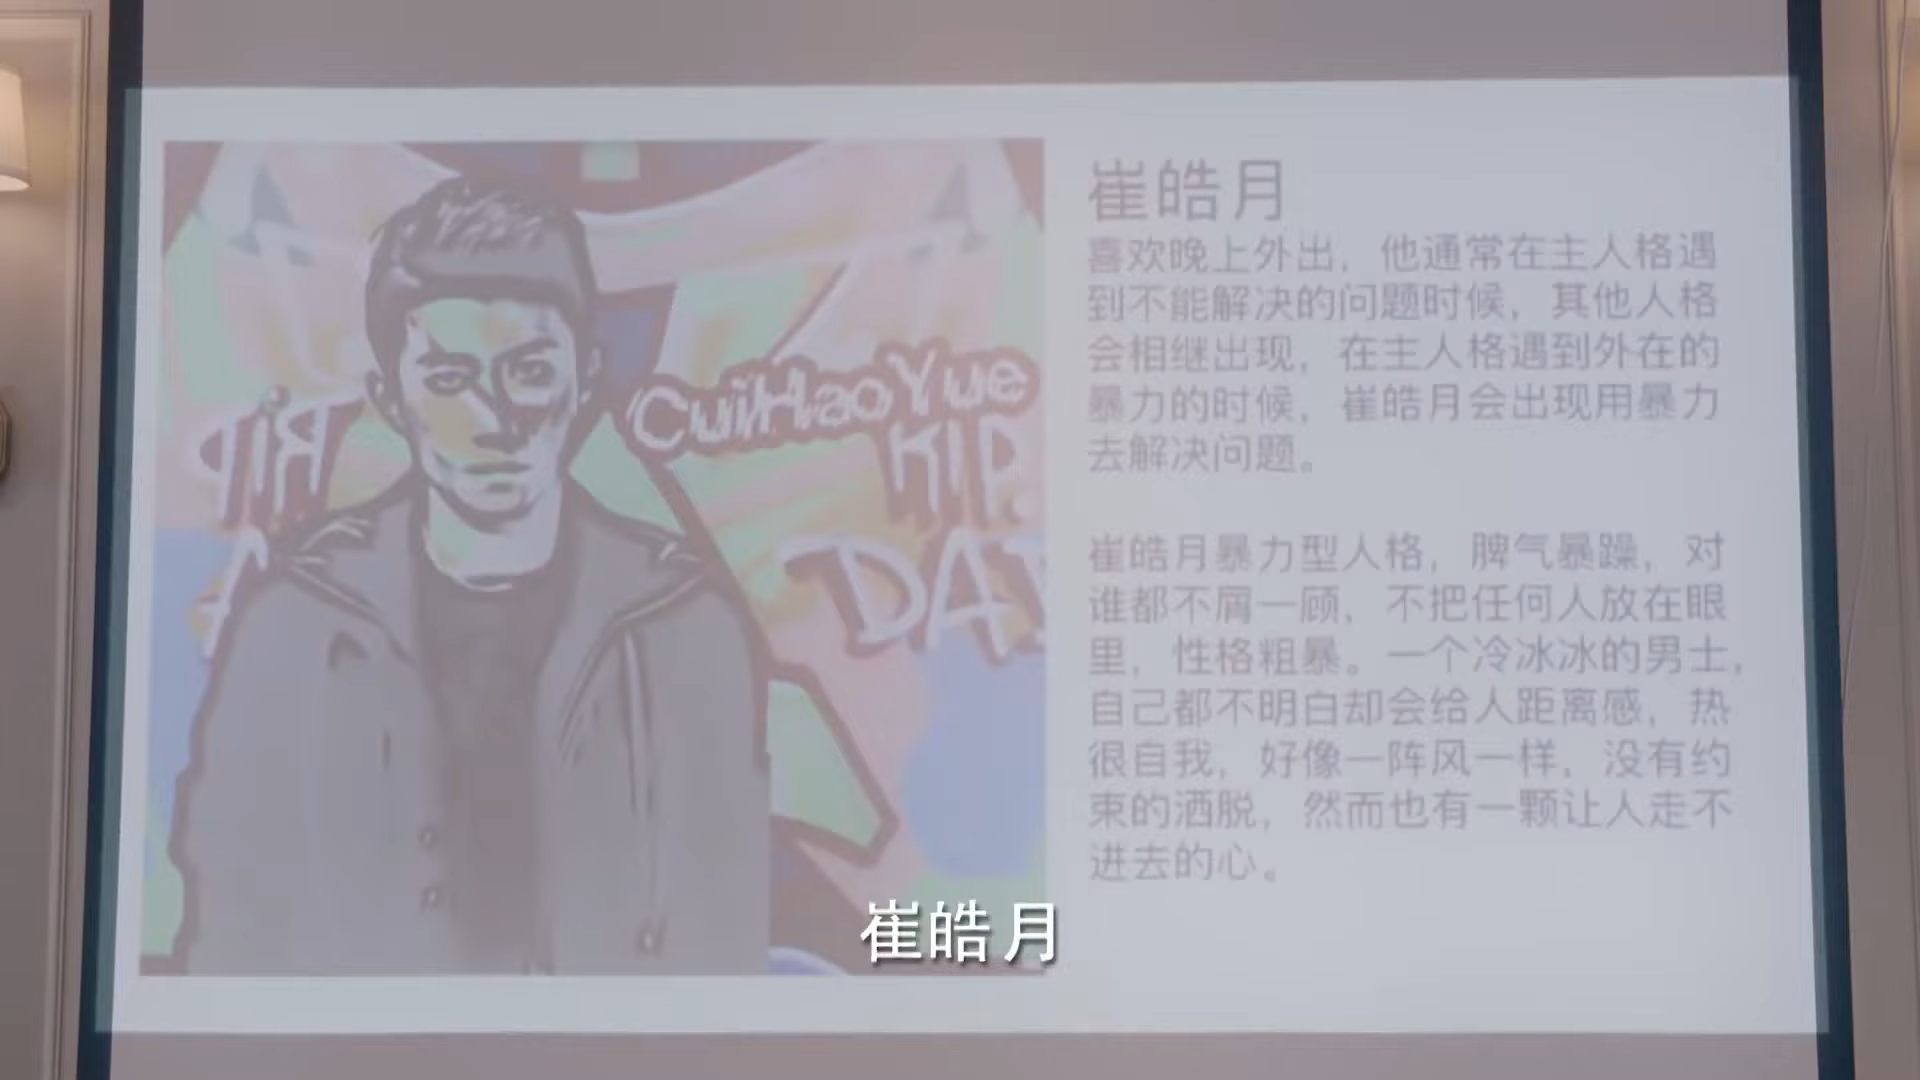 崔皓月
喜欢晚上外出，他通常在主人格遇
到不能解决的问题时候，其他人格
会相继出现，在主人格遇到外在的
暴力的时候，崔皓月会出现用暴力
去解决问题。
崔皓月暴力型人格，脾气暴躁，对
谁都不屑一顾，不把任何人放在眼
里，性格粗暴。一个冷冰冰的男士，
自己都不明白却会给人距离感，热
很自我，好像一阵风一样，没有约
束的洒脱，然而也有一颗让人走不
进去的心。
CuiHaoYue
KID
DAY
崔皓月